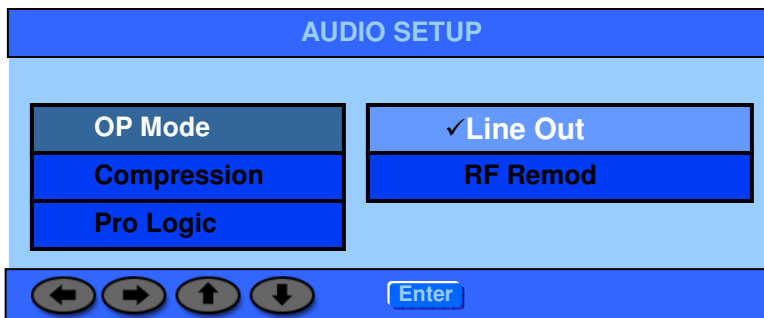 AUDIO SETUP
OP Mode
Compression
Pro Logic
✓Line Out
RF Remod
Enter